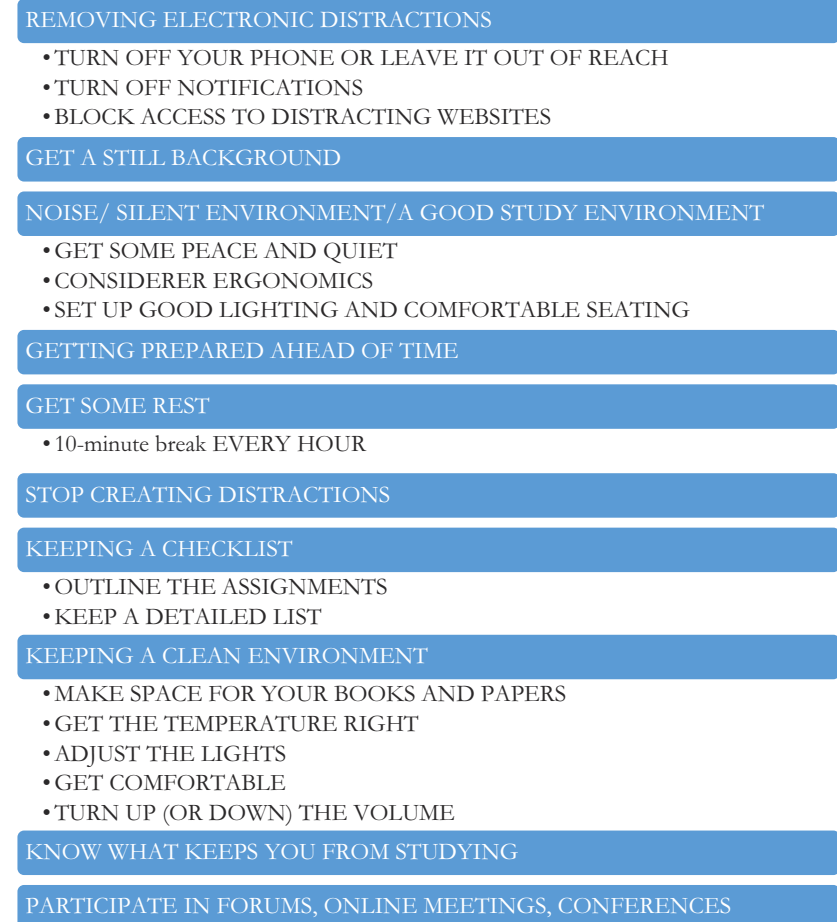 REMOVING ELECTRONIC DISTRACTIONS
• TURN OFF YOUR PHONE OR LEAVE IT OUT OF REACH
• TURN OFF NOTIFICATIONS
• BLOCK ACCESS TO DISTRACTING WEBSITES
GET A STILL BACKGROUND
NOISE/ SILENT ENVIRONMENT/A GOOD STUDY ENVIRONMENT
• GET SOME PEACE AND QUIET
• CONSIDERER ERGONOMICS
• SET UP GOOD LIGHTING AND COMFORTABLE SEATING
GETTING PREPARED AHEAD OF TIME
GET SOME REST
• 10-minute break EVERY HOUR
STOP CREATING DISTRACTIONS
KEEPING A CHECKLIST
• OUTLINE THE ASSIGNMENTS
• KEEP A DETAILED LIST
KEEPING A CLEAN ENVIRONMENT
• MAKE SPACE FOR YOUR BOOKS AND PAPERS
• GET THE TEMPERATURE RIGHT
• ADJUST THE LIGHTS
• GET COMFORTABLE
• TURN UP (OR DOWN) THE VOLUME
KNOW WHAT KEEPS YOU FROM STUDYING
PARTICIPATE IN FORUMS, ONLINE MEETINGS, CONFERENCES